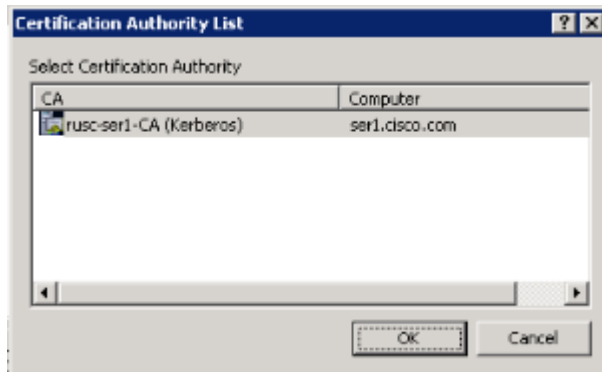 Certification Authority List
Select Certification Authority
CA Computer
rusc-ser1-CA (Kerberos) ser1.cisco.com
OK Cancel